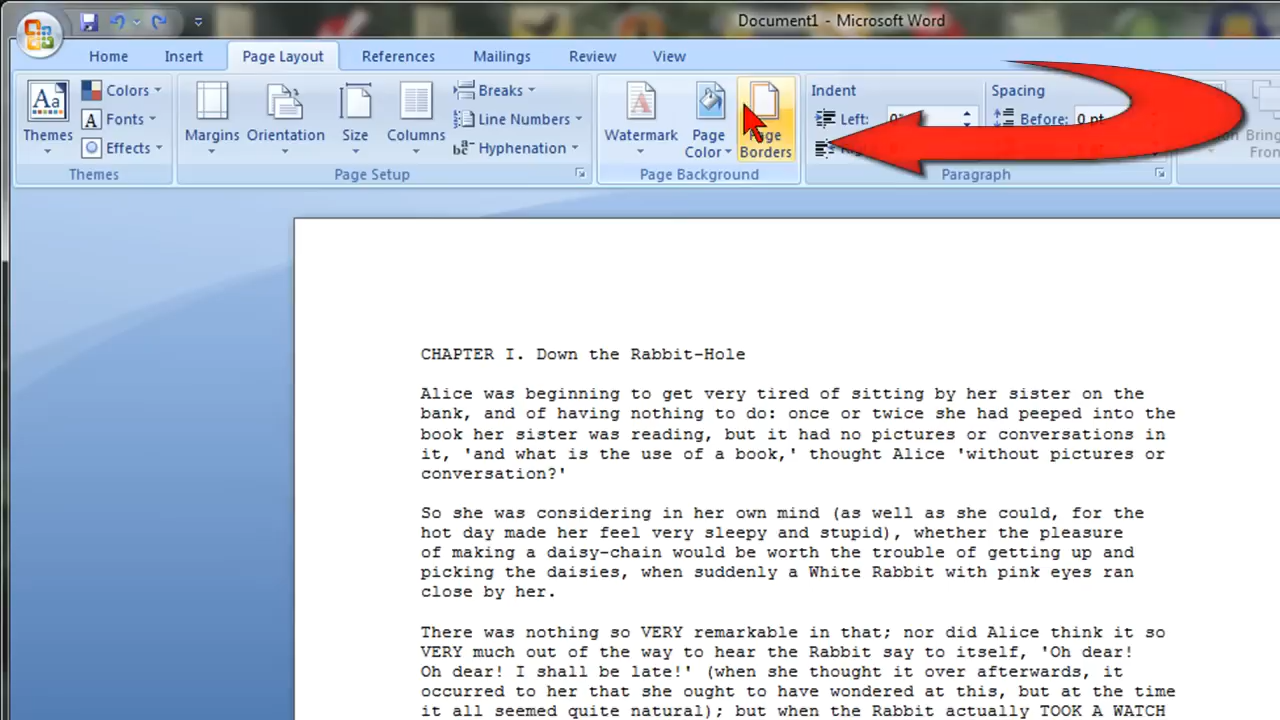 Document1 - Microsoft Word
Home Insert Page Layout References Mailings Review View
Themes
Colors
Fonts
Effects
Themes
Margins
Orientation
Size
Columns
Breaks
Line Numbers
Hyphenation
Page Setup
Watermark
Page
Color
Page
Borders
Page Background
Indent
Left:
Spacing
Before: 0 pt
Paragraph
CHAPTER I. Down the Rabbit-Hole
Alice was beginning to get very tired of sitting by her sister on the
bank, and of having nothing to do: once or twice she had peeped into the
book her sister was reading, but it had no pictures or conversations in
it, 'and what is the use of a book,' thought Alice 'without pictures or
conversation?'
So she was considering in her own mind (as well as she could, for the
hot day made her feel very sleepy and stupid), whether the pleasure
of making a daisy-chain would be worth the trouble of getting up and
picking the daisies, when suddenly a White Rabbit with pink eyes ran
close by her.
There was nothing so VERY remarkable in that; nor did Alice think it so
VERY much out of the way to hear the Rabbit say to itself, 'Oh dear!
Oh dear! I shall be late!' (when she thought it over afterwards, it
occurred to her that she ought to have wondered at this, but at the time
it all seemed quite natural); but when the Rabbit actually TOOK A WATCH